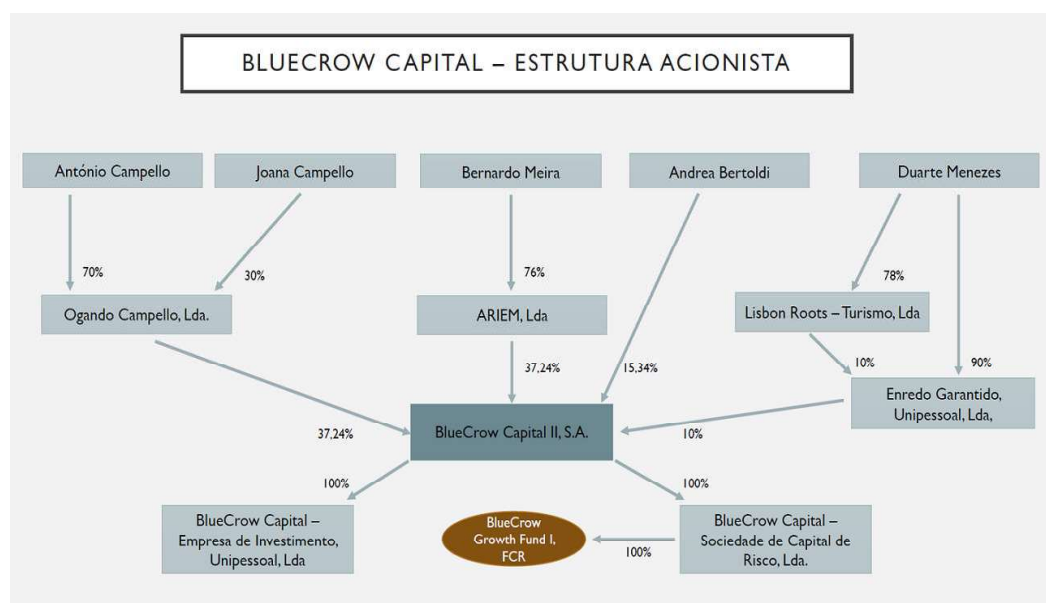 BLUECROW CAPITAL – ESTRUTURA ACIONISTA
António Campello
Joana Campello
Bernardo Meira
Andrea Bertoldi
Duarte Menezes
70%
30%
76%
78%
Ogando Campello, Lda.
ARIEM, Lda
Lisbon Roots – Turismo, Lda
37,24%
15,34%
10%
90%
Enredo Garantido,
Unipessoal, Lda,
37,24%
BlueCrow Capital II, S.A.
10%
100%
100%
BlueCrow Capital –
Empresa de Investimento,
Unipessoal, Lda
BlueCrow
Growth Fund I,
FCR
100%
BlueCrow Capital –
Sociedade de Capital de
Risco, Lda.